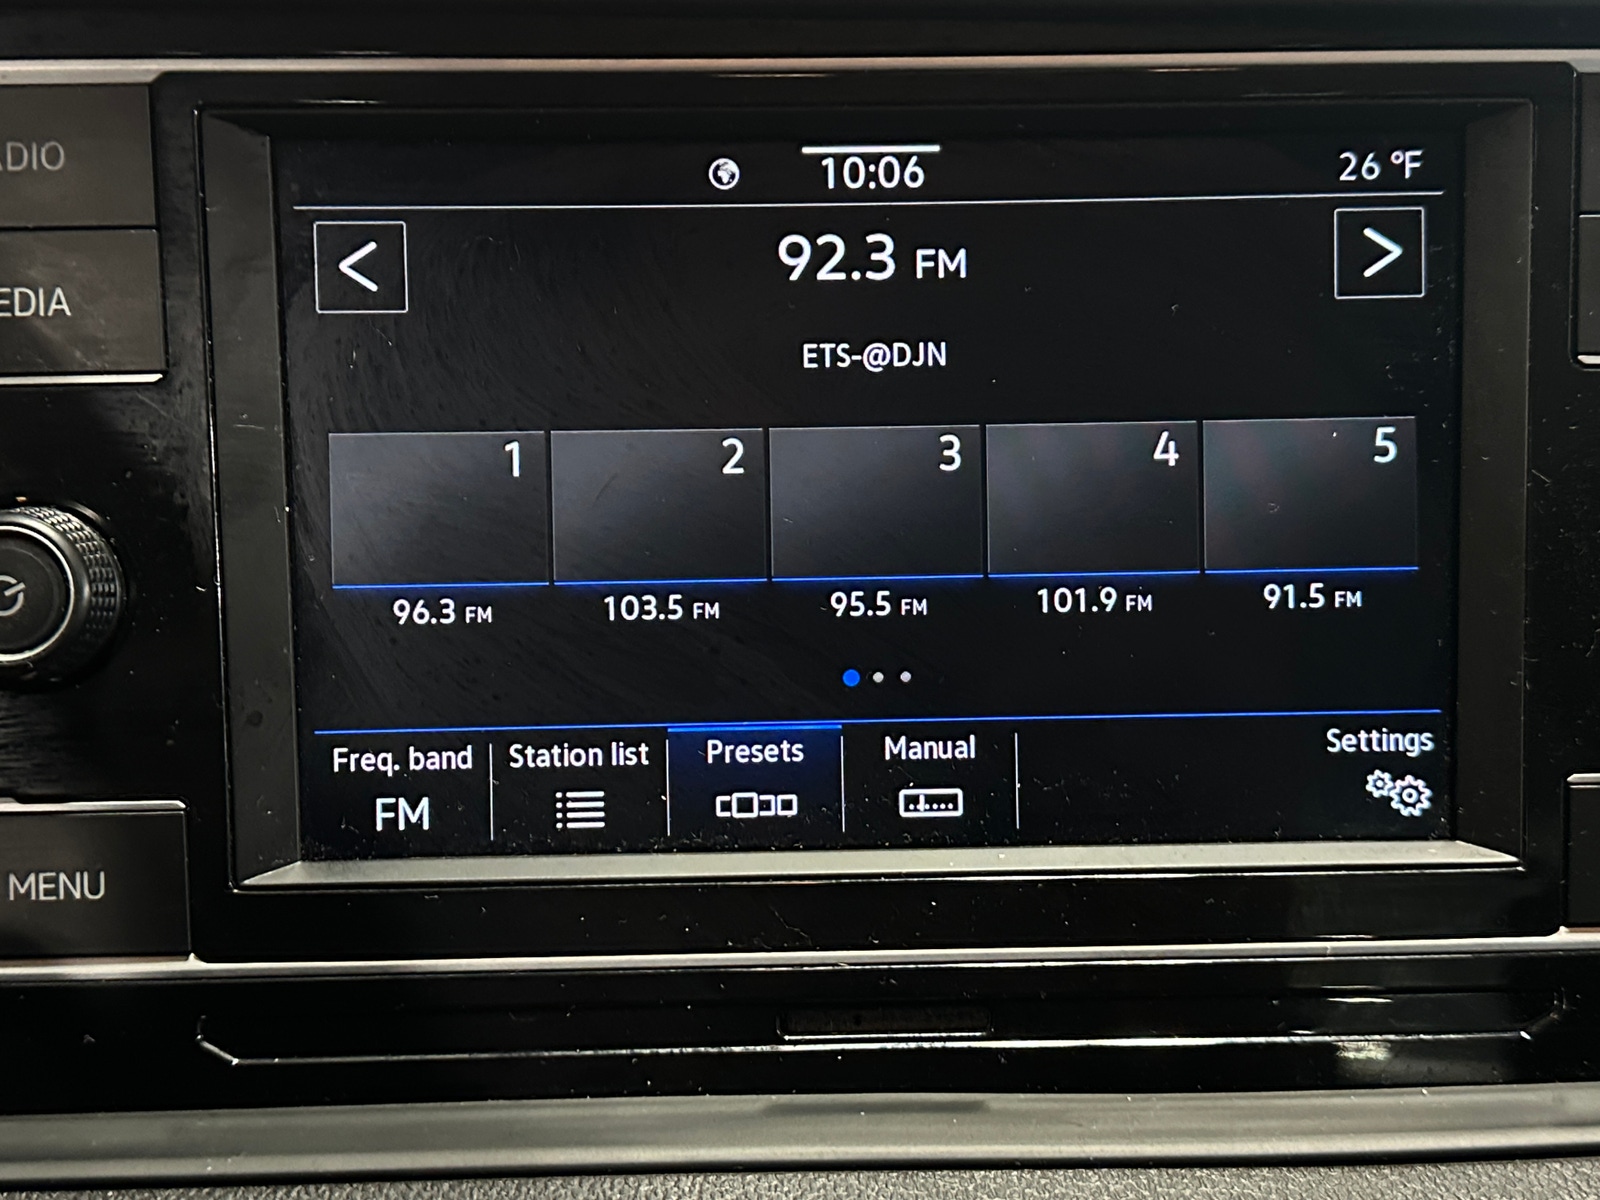 10:06
26 °F
92.3 FM
ETS-@DJN
1 2 3 4 5
96.3 FM 103.5 FM 95.5 FM 101.9 FM 91.5 FM
Freq. band Station list Presets Manual Settings
FM
ADIO
EDIA
MENU